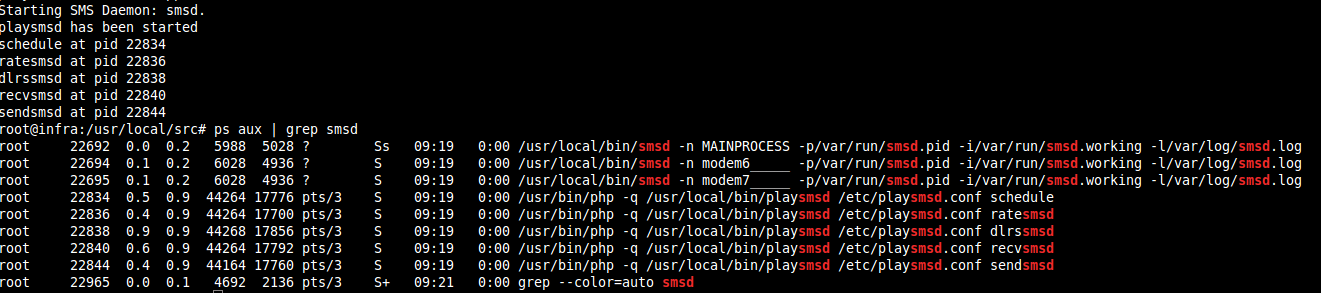 Starting SMS Daemon: smsd.
playsmsd has been started
schedule at pid 22834
ratesmsd at pid 22836
dlrssmsd at pid 22838
recvsmsd at pid 22840
sendsmsd at pid 22844
root@infra:/usr/local/src# ps aux | grep smsd
root     22692  0.0  0.2   5988  5028 ?        Ss   09:19   0:00 /usr/local/bin/smsd -n MAINPROCESS -p/var/run/smsd.pid -i/var/run/smsd.working -l/var/log/smsd.log
root     22694  0.1  0.2   6028  4936 ?        S    09:19   0:00 /usr/local/bin/smsd -n modem6_____ -p/var/run/smsd.pid -i/var/run/smsd.working -l/var/log/smsd.log
root     22695  0.1  0.2   6028  4936 ?        S    09:19   0:00 /usr/local/bin/smsd -n modem7_____ -p/var/run/smsd.pid -i/var/run/smsd.working -l/var/log/smsd.log
root     22834  0.5  0.9  44264 17776 pts/3    S    09:19   0:00 /usr/bin/php -q /usr/local/bin/playsmsd /etc/playsmsd.conf schedule
root     22836  0.4  0.9  44264 17700 pts/3    S    09:19   0:00 /usr/bin/php -q /usr/local/bin/playsmsd /etc/playsmsd.conf ratesmsd
root     22838  0.9  0.9  44268 17856 pts/3    S    09:19   0:00 /usr/bin/php -q /usr/local/bin/playsmsd /etc/playsmsd.conf dlrssmsd
root     22840  0.6  0.9  44264 17792 pts/3    S    09:19   0:00 /usr/bin/php -q /usr/local/bin/playsmsd /etc/playsmsd.conf recvsmsd
root     22844  0.4  0.9  44164 17760 pts/3    S    09:19   0:00 /usr/bin/php -q /usr/local/bin/playsmsd /etc/playsmsd.conf sendsmsd
root     22965  0.0  0.1   4692  2136 pts/3    S+   09:21   0:00 grep --color=auto smsd